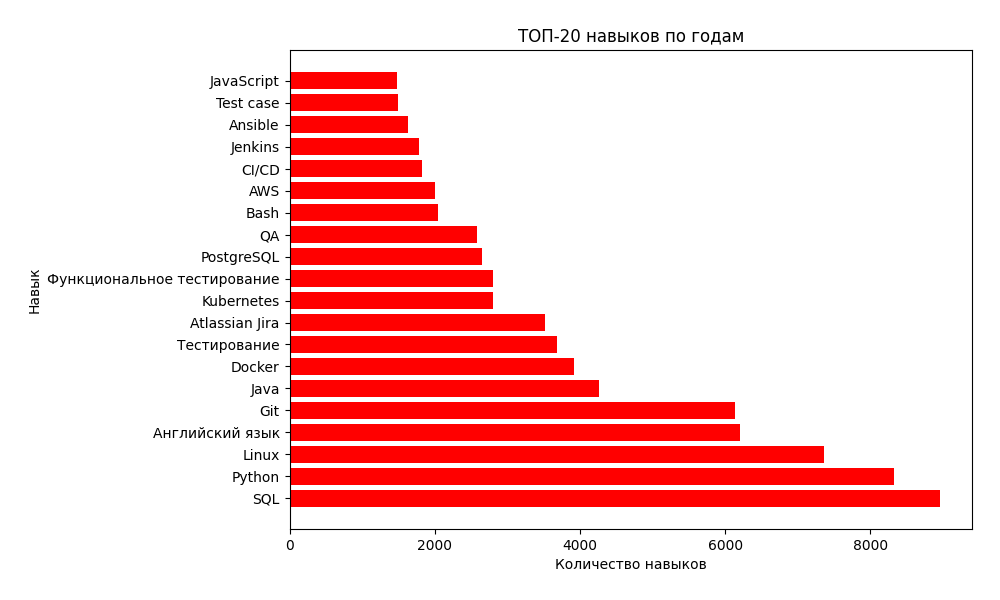 ТОП-20 навыков по годам
JavaScript
Test case
Ansible
Jenkins
CI/CD
AWS
Bash
QA
PostgreSQL
Функциональное тестирование
Kubernetes
Atlassian Jira
Тестирование
Docker
Java
Git
Английский язык
Linux
Python
SQL
Навык
0 2000 4000 6000 8000
Количество навыков